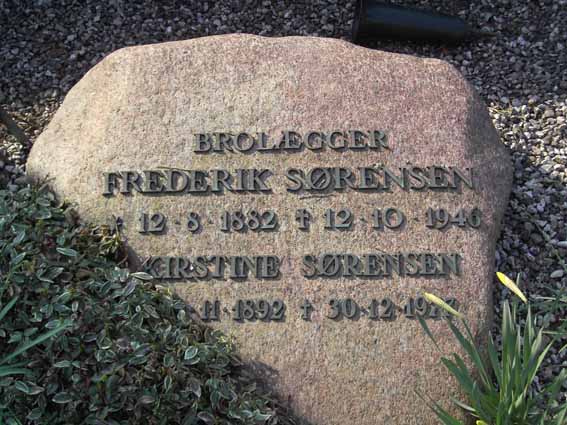 BROLÆGGER
FREDERIK SØRENSEN
* 12·8·1882 † 12·10·1946
KIRSTINE SØRENSEN
11·1892 † 30·12·